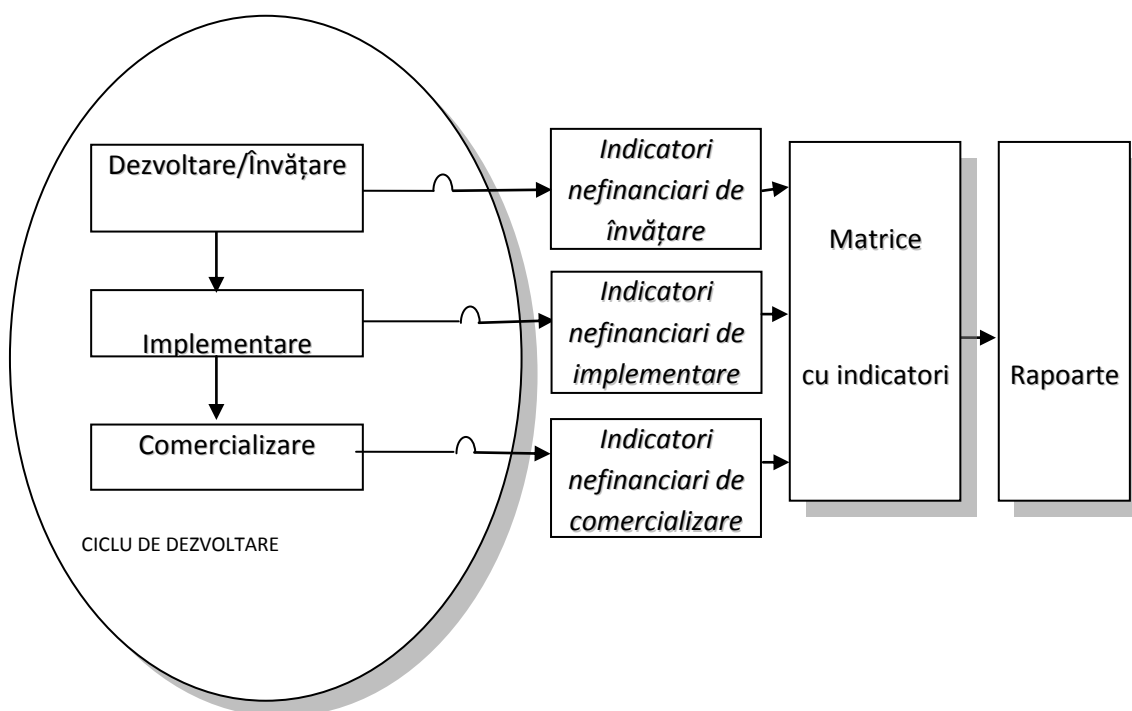 Dezvoltare/Învățare
Implementare
Comercializare
CICLU DE DEZVOLTARE
Indicatori
nefinanciari de
învățare
Indicatori
nefinanciari de
implementare
Indicatori
nefinanciari de
comercializare
Matrice
cu indicatori
Rapoarte